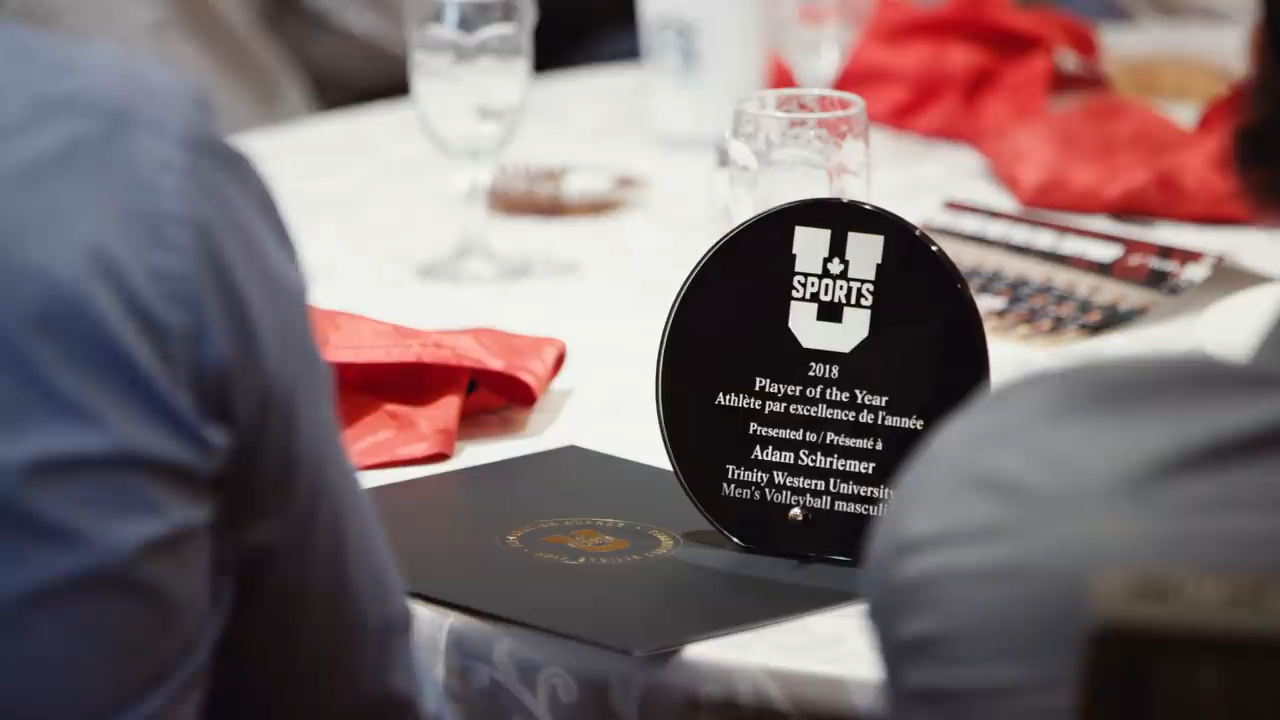 U
SPORTS
2018
Player of the Year
Athlète par excellence de l'année
Presented to / Présenté à
Adam Schriemer
Trinity Western University
Men's Volleyball masculi